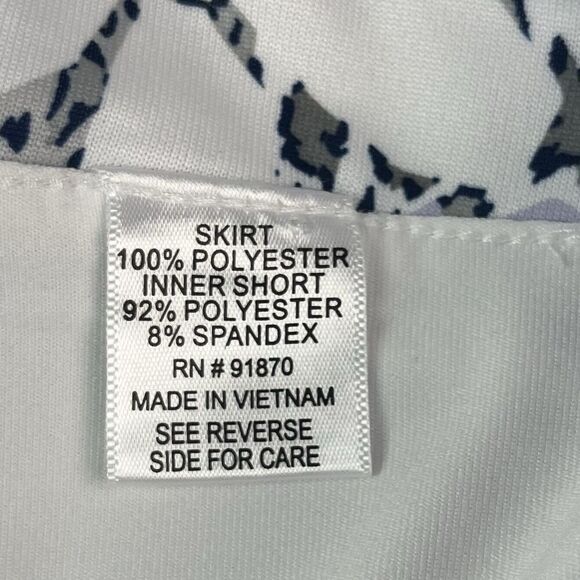 SKIRT
100% POLYESTER
INNER SHORT
92% POLYESTER
8% SPANDEX
RN # 91870
MADE IN VIETNAM
SEE REVERSE
SIDE FOR CARE